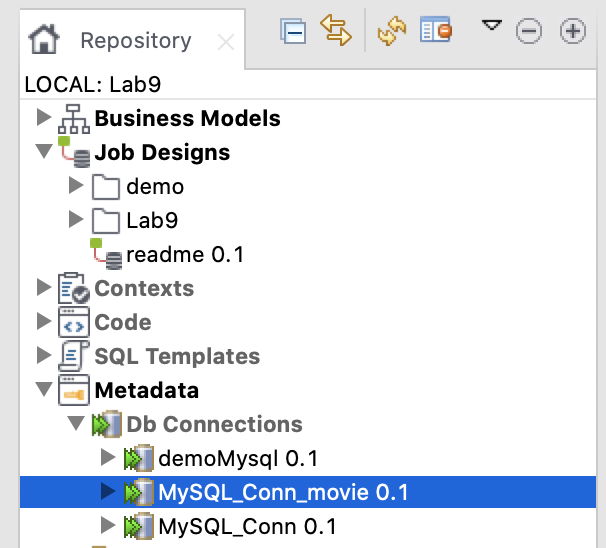 Repository
LOCAL: Lab9
Business Models
Job Designs
demo
Lab9
readme 0.1
Contexts
Code
SQL Templates
Metadata
Db Connections
demoMysql 0.1
MySQL_Conn_movie 0.1
MySQL_Conn 0.1